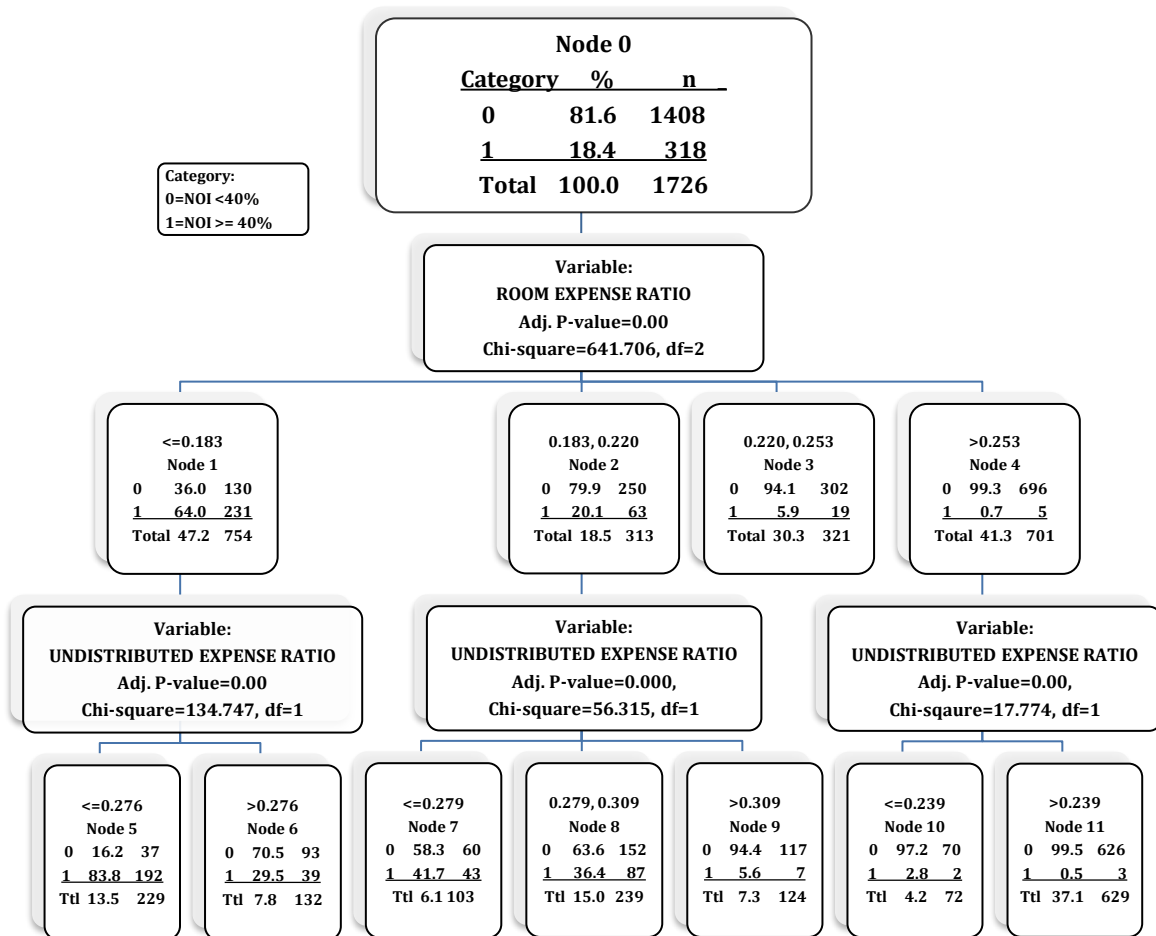 Node 0
Category % n _
0 81.6 1408
1 18.4 318
Total 100.0 1726
Category:
0=NOI <40%
1=NOI >= 40%
Variable:
ROOM EXPENSE RATIO
Adj. P-value=0.00
Chi-square=641.706, df=2
<=0.183
Node 1
0 36.0 130
1 64.0 231
Total 47.2 754
0.183, 0.220
Node 2
0 79.9 250
1 20.1 63
Total 18.5 313
0.220, 0.253
Node 3
0 94.1 302
1 5.9 19
Total 30.3 321
>0.253
Node 4
0 99.3 696
1 0.7 5
Total 41.3 701
Variable:
UNDISTRIBUTED EXPENSE RATIO
Adj. P-value=0.00
Chi-square=134.747, df=1
Variable:
UNDISTRIBUTED EXPENSE RATIO
Adj. P-value=0.000,
Chi-square=56.315, df=1
Variable:
UNDISTRIBUTED EXPENSE RATIO
Adj. P-value=0.00,
Chi-sqaure=17.774, df=1
<=0.276
Node 5
0 16.2 37
1 83.8 192
Ttl 13.5 229
>0.276
Node 6
0 70.5 93
1 29.5 39
Ttl 7.8 132
<=0.279
Node 7
0 58.3 60
1 41.7 43
Ttl 6.1 103
0.279, 0.309
Node 8
0 63.6 152
1 36.4 87
Ttl 15.0 239
>0.309
Node 9
0 94.4 117
1 5.6 7
Ttl 7.3 124
<=0.239
Node 10
0 97.2 70
1 2.8 2
Ttl 4.2 72
>0.239
Node 11
0 99.5 626
1 0.5 3
Ttl 37.1 629